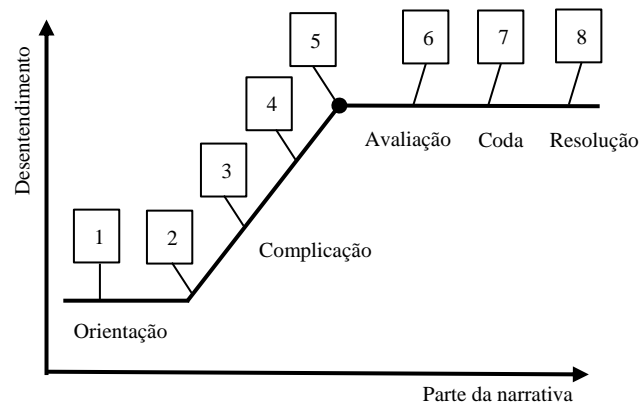 Desentendimento
5
6
7
8
4
3
1
2
Avaliação
Coda
Resolução
Complicação
Orientação
Parte da narrativa